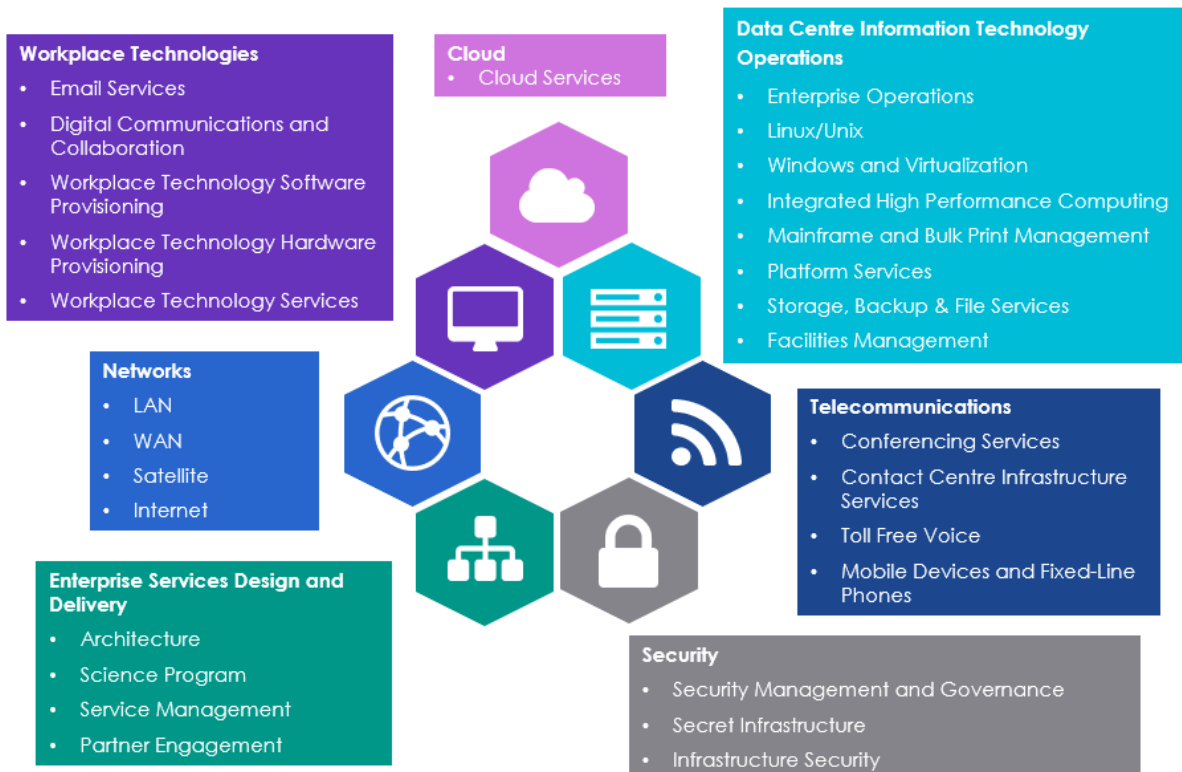 Workplace Technologies
• Email Services
• Digital Communications and
Collaboration
• Workplace Technology Software
Provisioning
• Workplace Technology Hardware
Provisioning
• Workplace Technology Services
Cloud
• Cloud Services
Data Centre Information Technology
Operations
• Enterprise Operations
• Linux/Unix
• Windows and Virtualization
• Integrated High Performance Computing
• Mainframe and Bulk Print Management
• Platform Services
• Storage, Backup & File Services
• Facilities Management
Networks
• LAN
• WAN
• Satellite
• Internet
Telecommunications
• Conferencing Services
• Contact Centre Infrastructure
Services
• Toll Free Voice
• Mobile Devices and Fixed-Line
Phones
Enterprise Services Design and
Delivery
• Architecture
• Science Program
• Service Management
• Partner Engagement
Security
• Security Management and Governance
• Secret Infrastructure
• Infrastructure Security